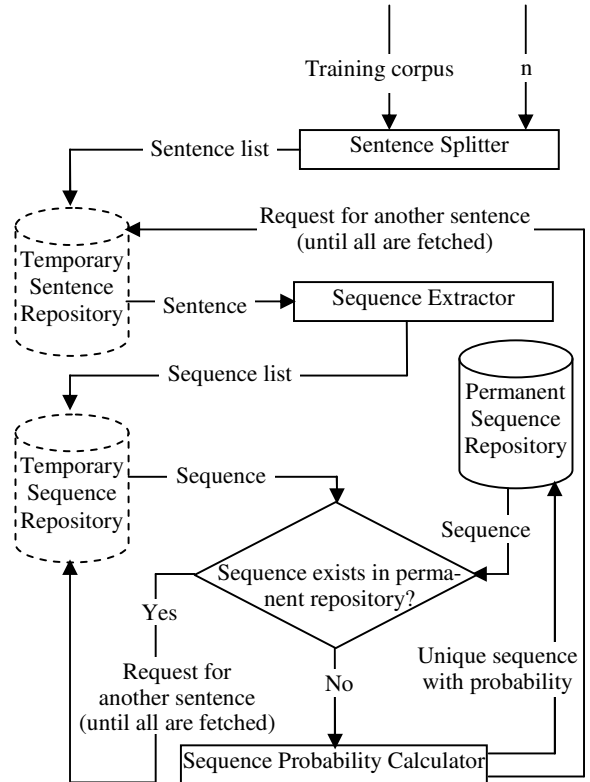 Training corpus
n
Sentence Splitter
Sentence list
Request for another sentence
(until all are fetched)
Temporary
Sentence
Repository
Sentence
Sequence Extractor
Sequence list
Permanent
Sequence
Repository
Temporary
Sequence
Repository
Sequence
Sequence
Sequence exists in perma-
nent repository?
Yes
Request for
another sentence
(until all are fetched)
No
Unique sequence
with probability
Sequence Probability Calculator